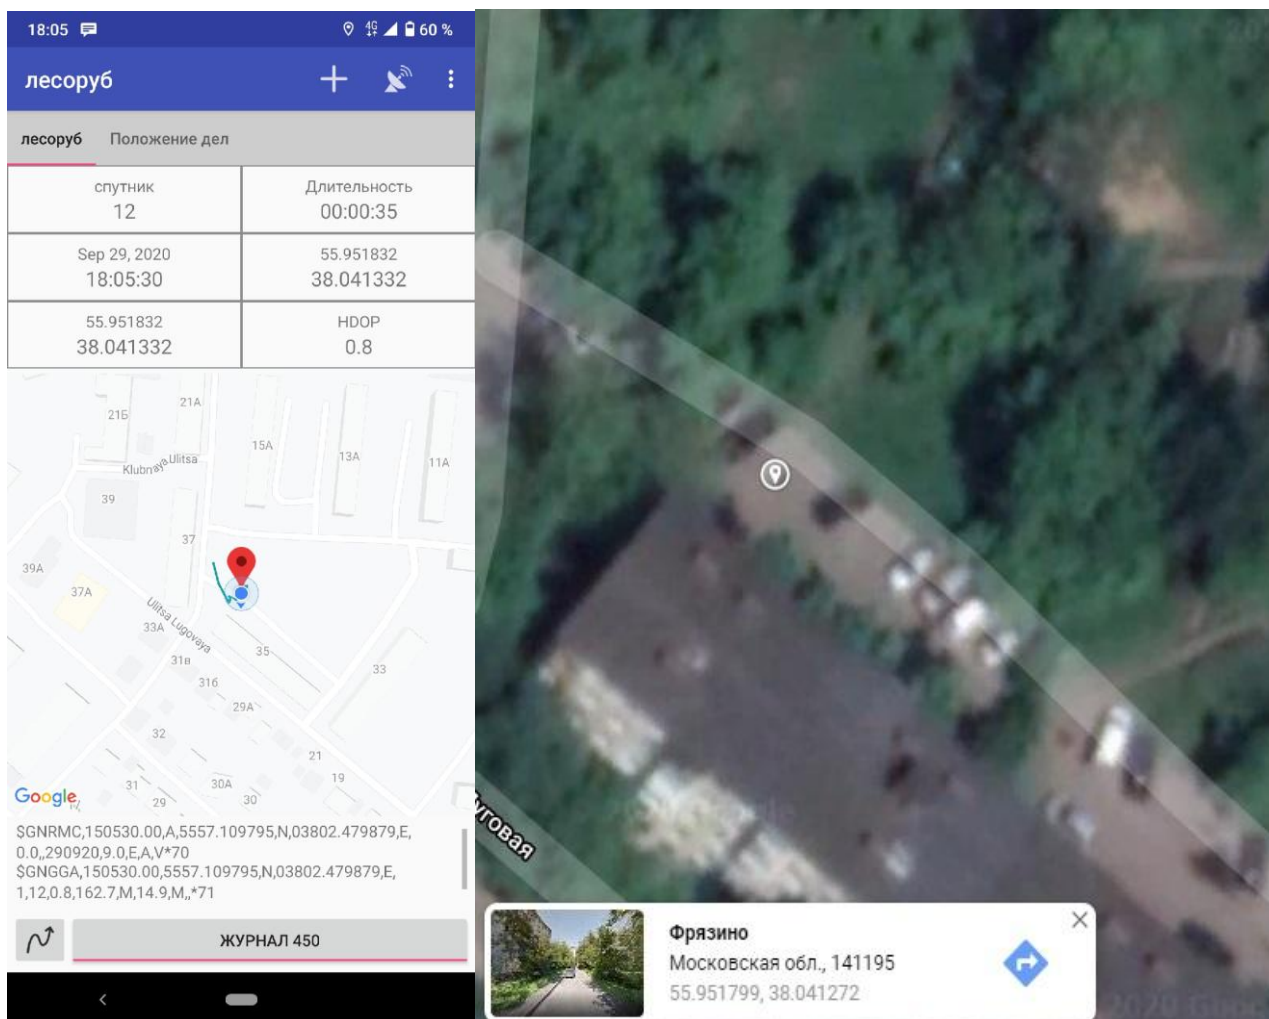 18:05
4G
60 %
лесоруб
лесоруб Положение дел
спутник
12
Длительность
00:00:35
Sep 29, 2020
18:05:30
55.951832
38.041332
55.951832
38.041332
HDOP
0.8
21Б
21А
15А
13А
11А
Klubnaya Ulitsa
39
37
39А
37А
Ulitsa Lugovaya
33А
31в
35
33
31б
29А
32
21
19
31
30А
29
30
Google
$GNRMC,150530.00,A,5557.109795,N,03802.479879,E,
0.0,,290920,9.0,E,A,V*70
$GNGGA,150530.00,5557.109795,N,03802.479879,E,
1,12,0.8,162.7,M,14.9,M,,*71
ЖУРНАЛ 450
уговая
Фрязино
Московская обл., 141195
55.951799, 38.041272